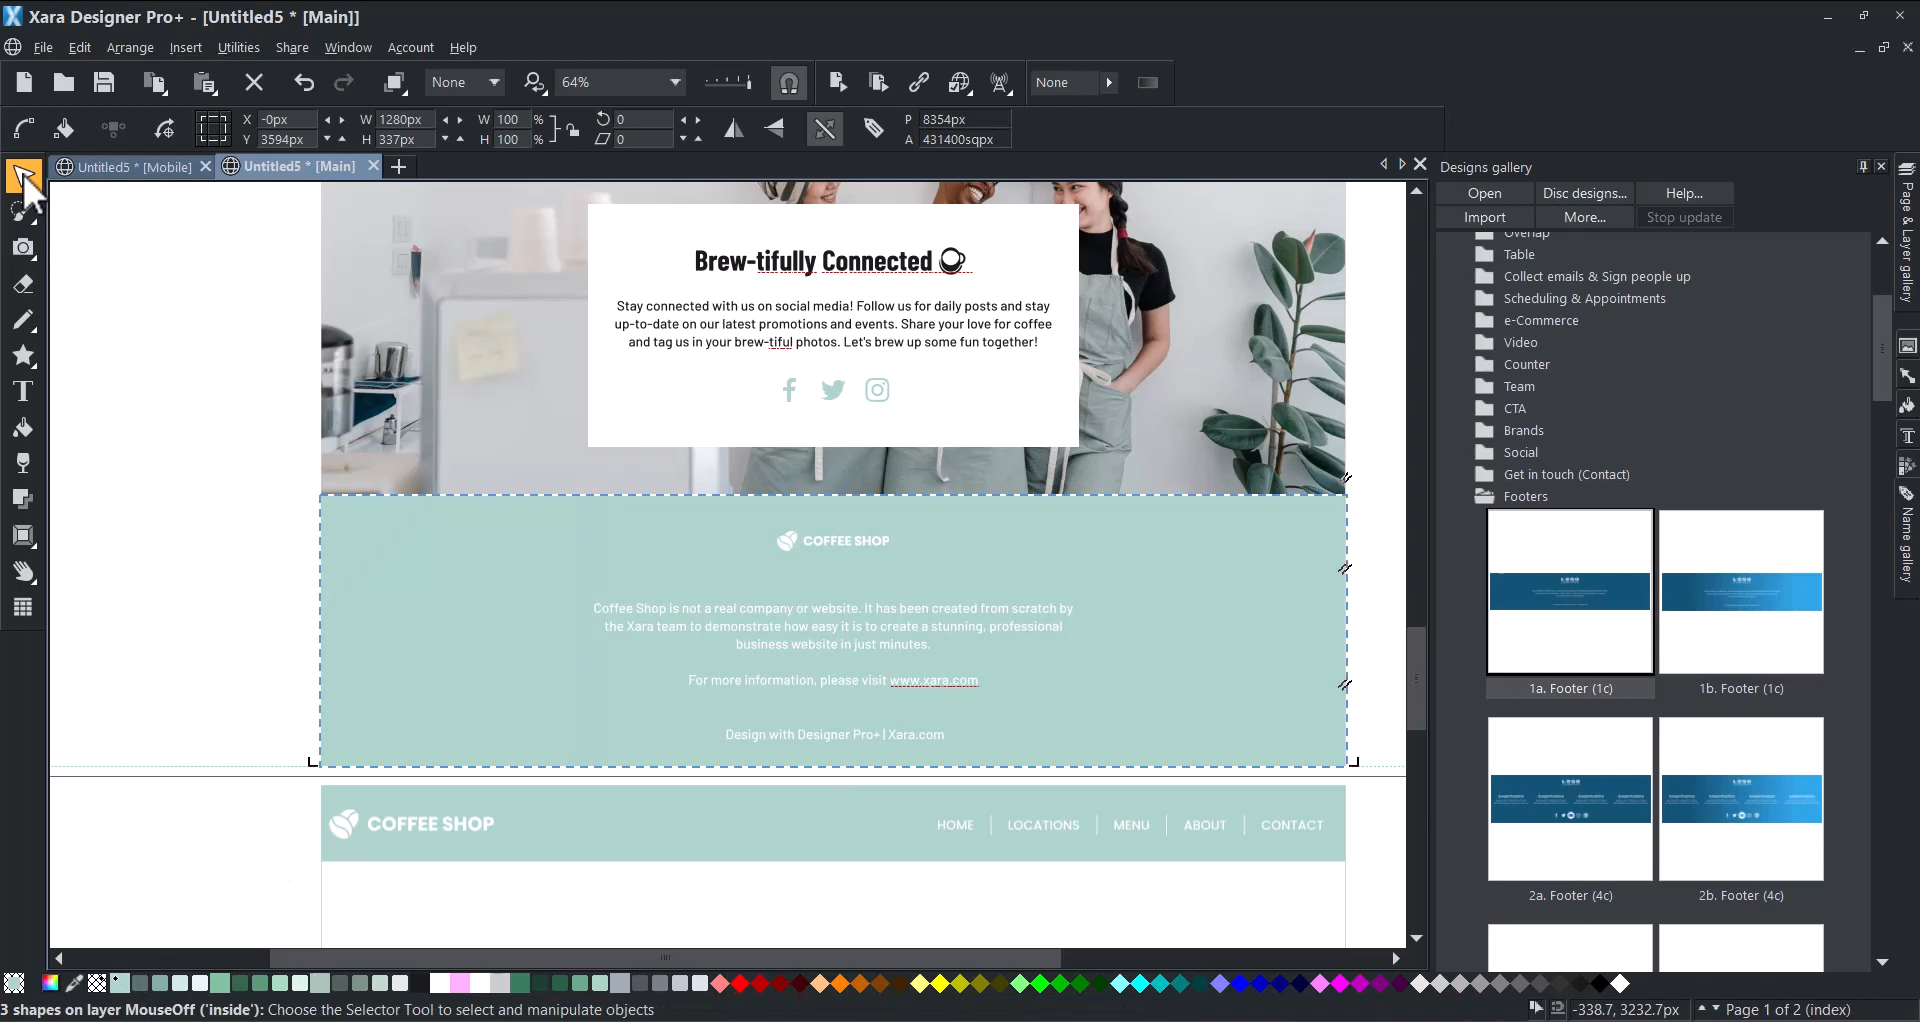 Xara Designer Pro+ - [Untitled5 * [Main]]
File Edit Arrange Insert Utilities Share Window Account Help
None 64% None
X -0px W 1280px W 100 % 0 P 8354px
Y 3594px H 337px H 100 % 0 A 431400sqpx
Untitled5 * [Mobile] Untitled5 * [Main]
Designs gallery
Open Disc designs... Help...
Import More... Stop update
Overlap
Table
Collect emails & Sign people up
Scheduling & Appointments
e-Commerce
Video
Counter
Team
CTA
Brands
Social
Get in touch (Contact)
Footers
1a. Footer (1c) 1b. Footer (1c)
2a. Footer (4c) 2b. Footer (4c)
Page & Layer gallery
Name gallery
Brew-tifully Connected
Stay connected with us on social media! Follow us for daily posts and stay
up-to-date on our latest promotions and events. Share your love for coffee
and tag us in your brew-tiful photos. Let's brew up some fun together!
COFFEE SHOP
Coffee Shop is not a real company or website. It has been created from scratch by
the Xara team to demonstrate how easy it is to create a stunning, professional
business website in just minutes.
For more information, please visit www.xara.com
Design with Designer Pro+ | Xara.com
COFFEE SHOP HOME LOCATIONS MENU ABOUT CONTACT
3 shapes on layer MouseOff ('inside'): Choose the Selector Tool to select and manipulate objects
-338.7, 3232.7px Page 1 of 2 (index)